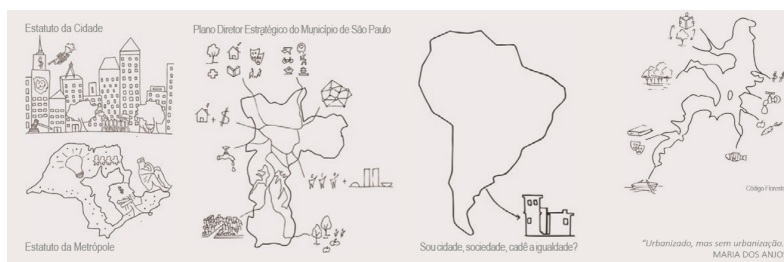 Estatuto da Cidade
Plano Diretor Estratégico do Município de São Paulo
Estatuto da Metrópole
Sou cidade, sociedade, cadê a igualdade?
Código Florest
"Urbanizado, mas sem urbanização.
MARIA DOS ANJO